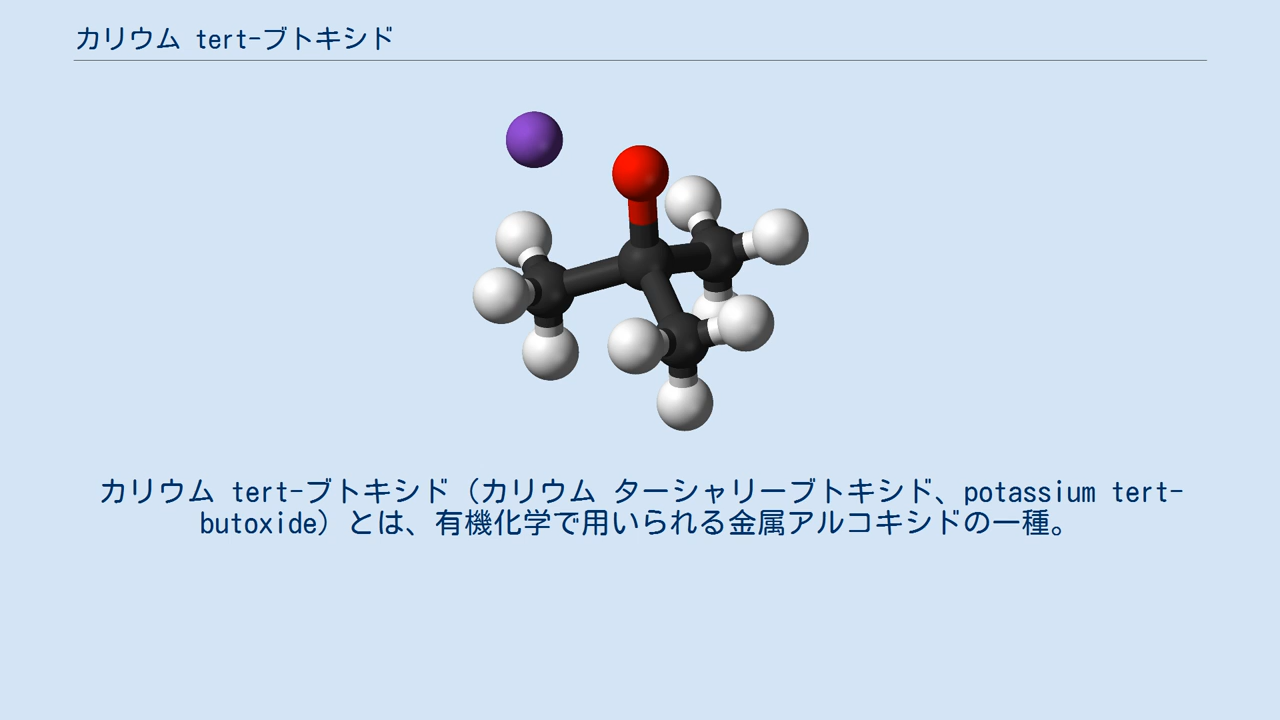 カリウム tert-ブトキシド
カリウム tert-ブトキシド（カリウム ターシャリーブトキシド、potassium tert-
butoxide）とは、有機化学で用いられる金属アルコキシドの一種。